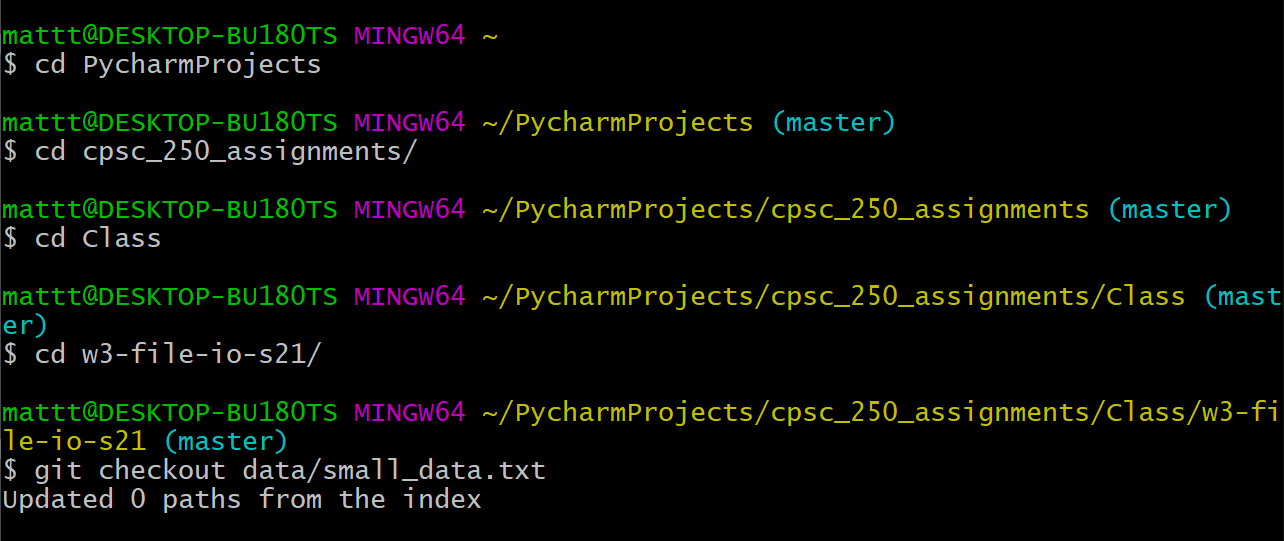 mattt@DESKTOP-BU180TS MINGW64 ~
$ cd PycharmProjects
mattt@DESKTOP-BU180TS MINGW64 ~/PycharmProjects (master)
$ cd cpsc_250_assignments/
mattt@DESKTOP-BU180TS MINGW64 ~/PycharmProjects/cpsc_250_assignments (master)
$ cd Class
mattt@DESKTOP-BU180TS MINGW64 ~/PycharmProjects/cpsc_250_assignments/Class (mast
er)
$ cd w3-file-io-s21/
mattt@DESKTOP-BU180TS MINGW64 ~/PycharmProjects/cpsc_250_assignments/Class/w3-fi
le-io-s21 (master)
$ git checkout data/small_data.txt
Updated 0 paths from the index